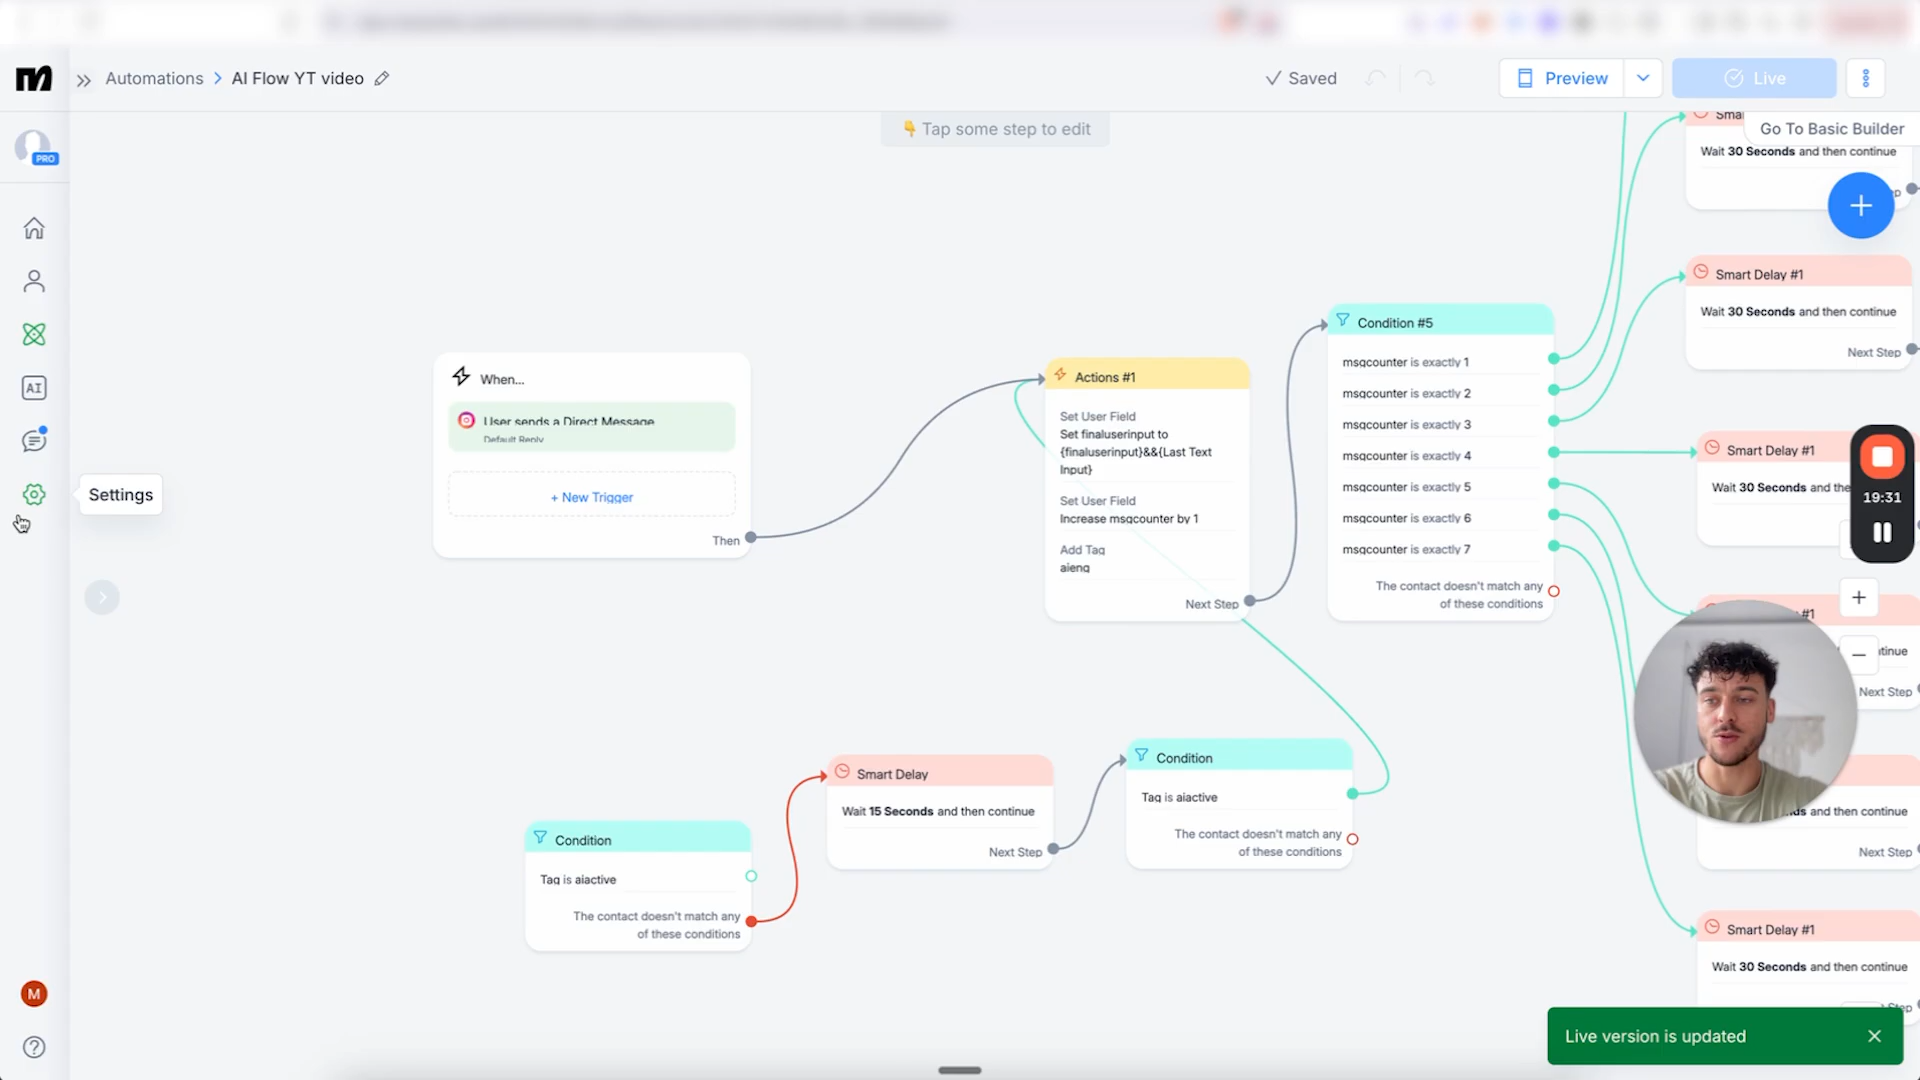 Automations > AI Flow YT video
Saved
Preview
Live
PRO
👇 Tap some step to edit
Go To Basic Builder
Wait 30 Seconds and then continue
Smart Delay #1
Wait 30 Seconds and then continue
Next Step
When...
User sends a Direct Message
Default Reply
+ New Trigger
Then
Actions #1
Set User Field
Set finaluserinput to
{finaluserinput}&&{Last Text
Input}
Set User Field
Increase msgcounter by 1
Add Tag
aieng
Next Step
Condition #5
msgcounter is exactly 1
msgcounter is exactly 2
msgcounter is exactly 3
msgcounter is exactly 4
msgcounter is exactly 5
msgcounter is exactly 6
msgcounter is exactly 7
The contact doesn't match any
of these conditions
Smart Delay #1
Wait 30 Seconds and the
19:31
AI
Settings
#1
tinue
Next Step
Condition
Tag is aiactive
The contact doesn't match any
of these conditions
Smart Delay
Wait 15 Seconds and then continue
Next Step
Condition
Tag is aiactive
The contact doesn't match any
of these conditions
and then continue
Next Step
Smart Delay #1
Wait 30 Seconds and then continue
M
Live version is updated